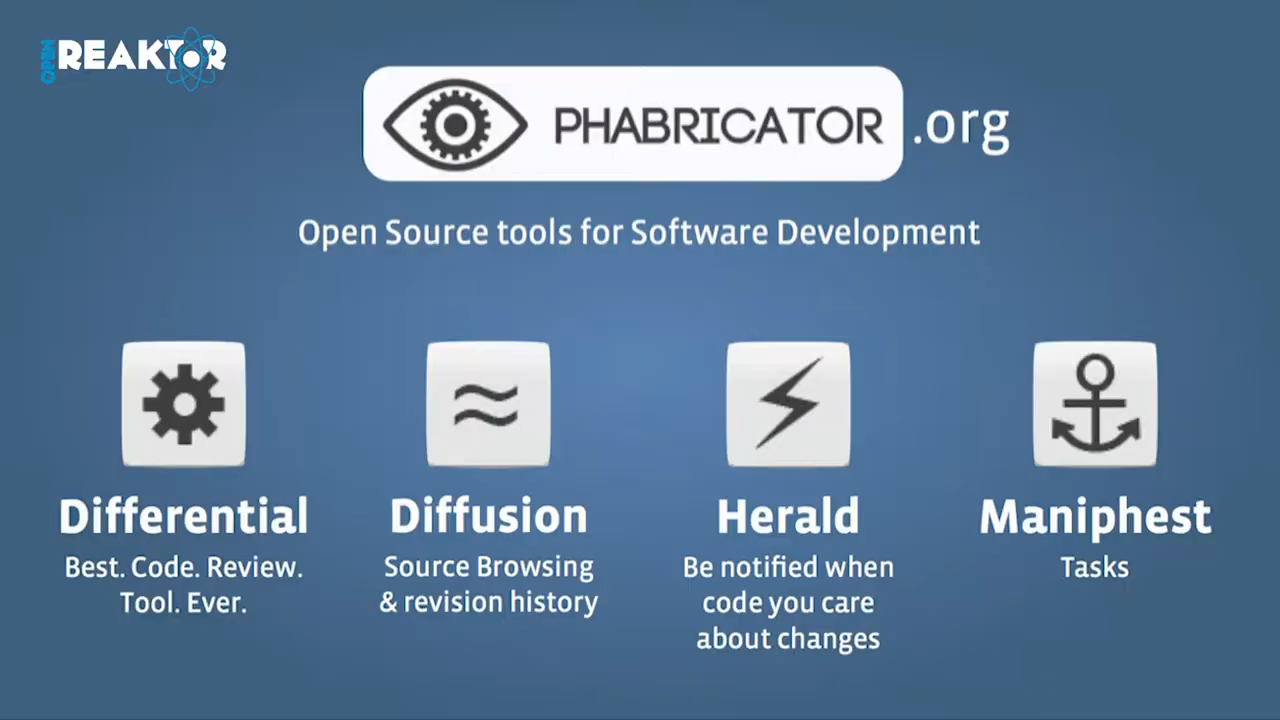 OPEN REAKTOR
PHABRICATOR .org
Open Source tools for Software Development
Differential
Best. Code. Review.
Tool. Ever.
Diffusion
Source Browsing
& revision history
Herald
Be notified when
code you care
about changes
Maniphest
Tasks